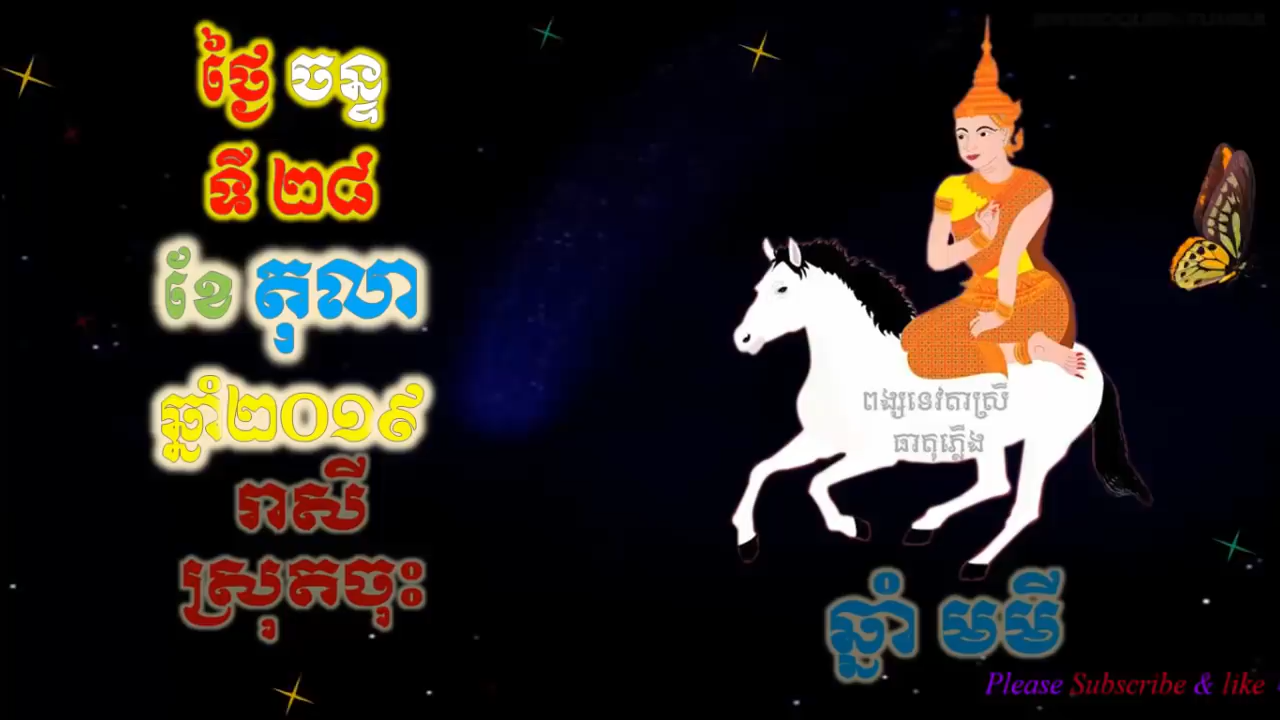 ថ្ងៃ ចន្ទ
ទី ២៨
ខែ តុលា
ឆ្នាំ២០១៩
រាសី
ស្រុតចុះ
ពង្សទេវតាស្រី
ធាតុភ្លើង
ឆ្នាំ មមី
Please Subscribe & like